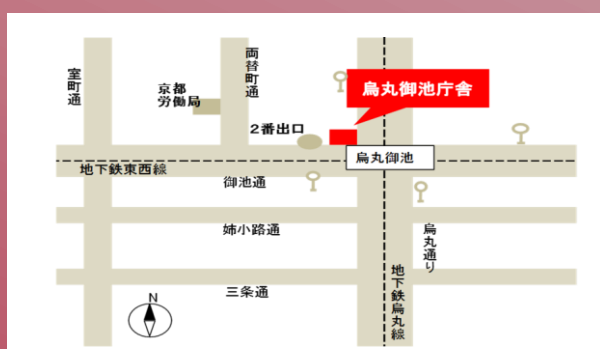 室町通
両替町通
京都
労働局
烏丸御池庁舎
2番出口
烏丸御池
地下鉄東西線
御池通
姉小路通
烏丸通り
三条通
地下鉄烏丸線
N